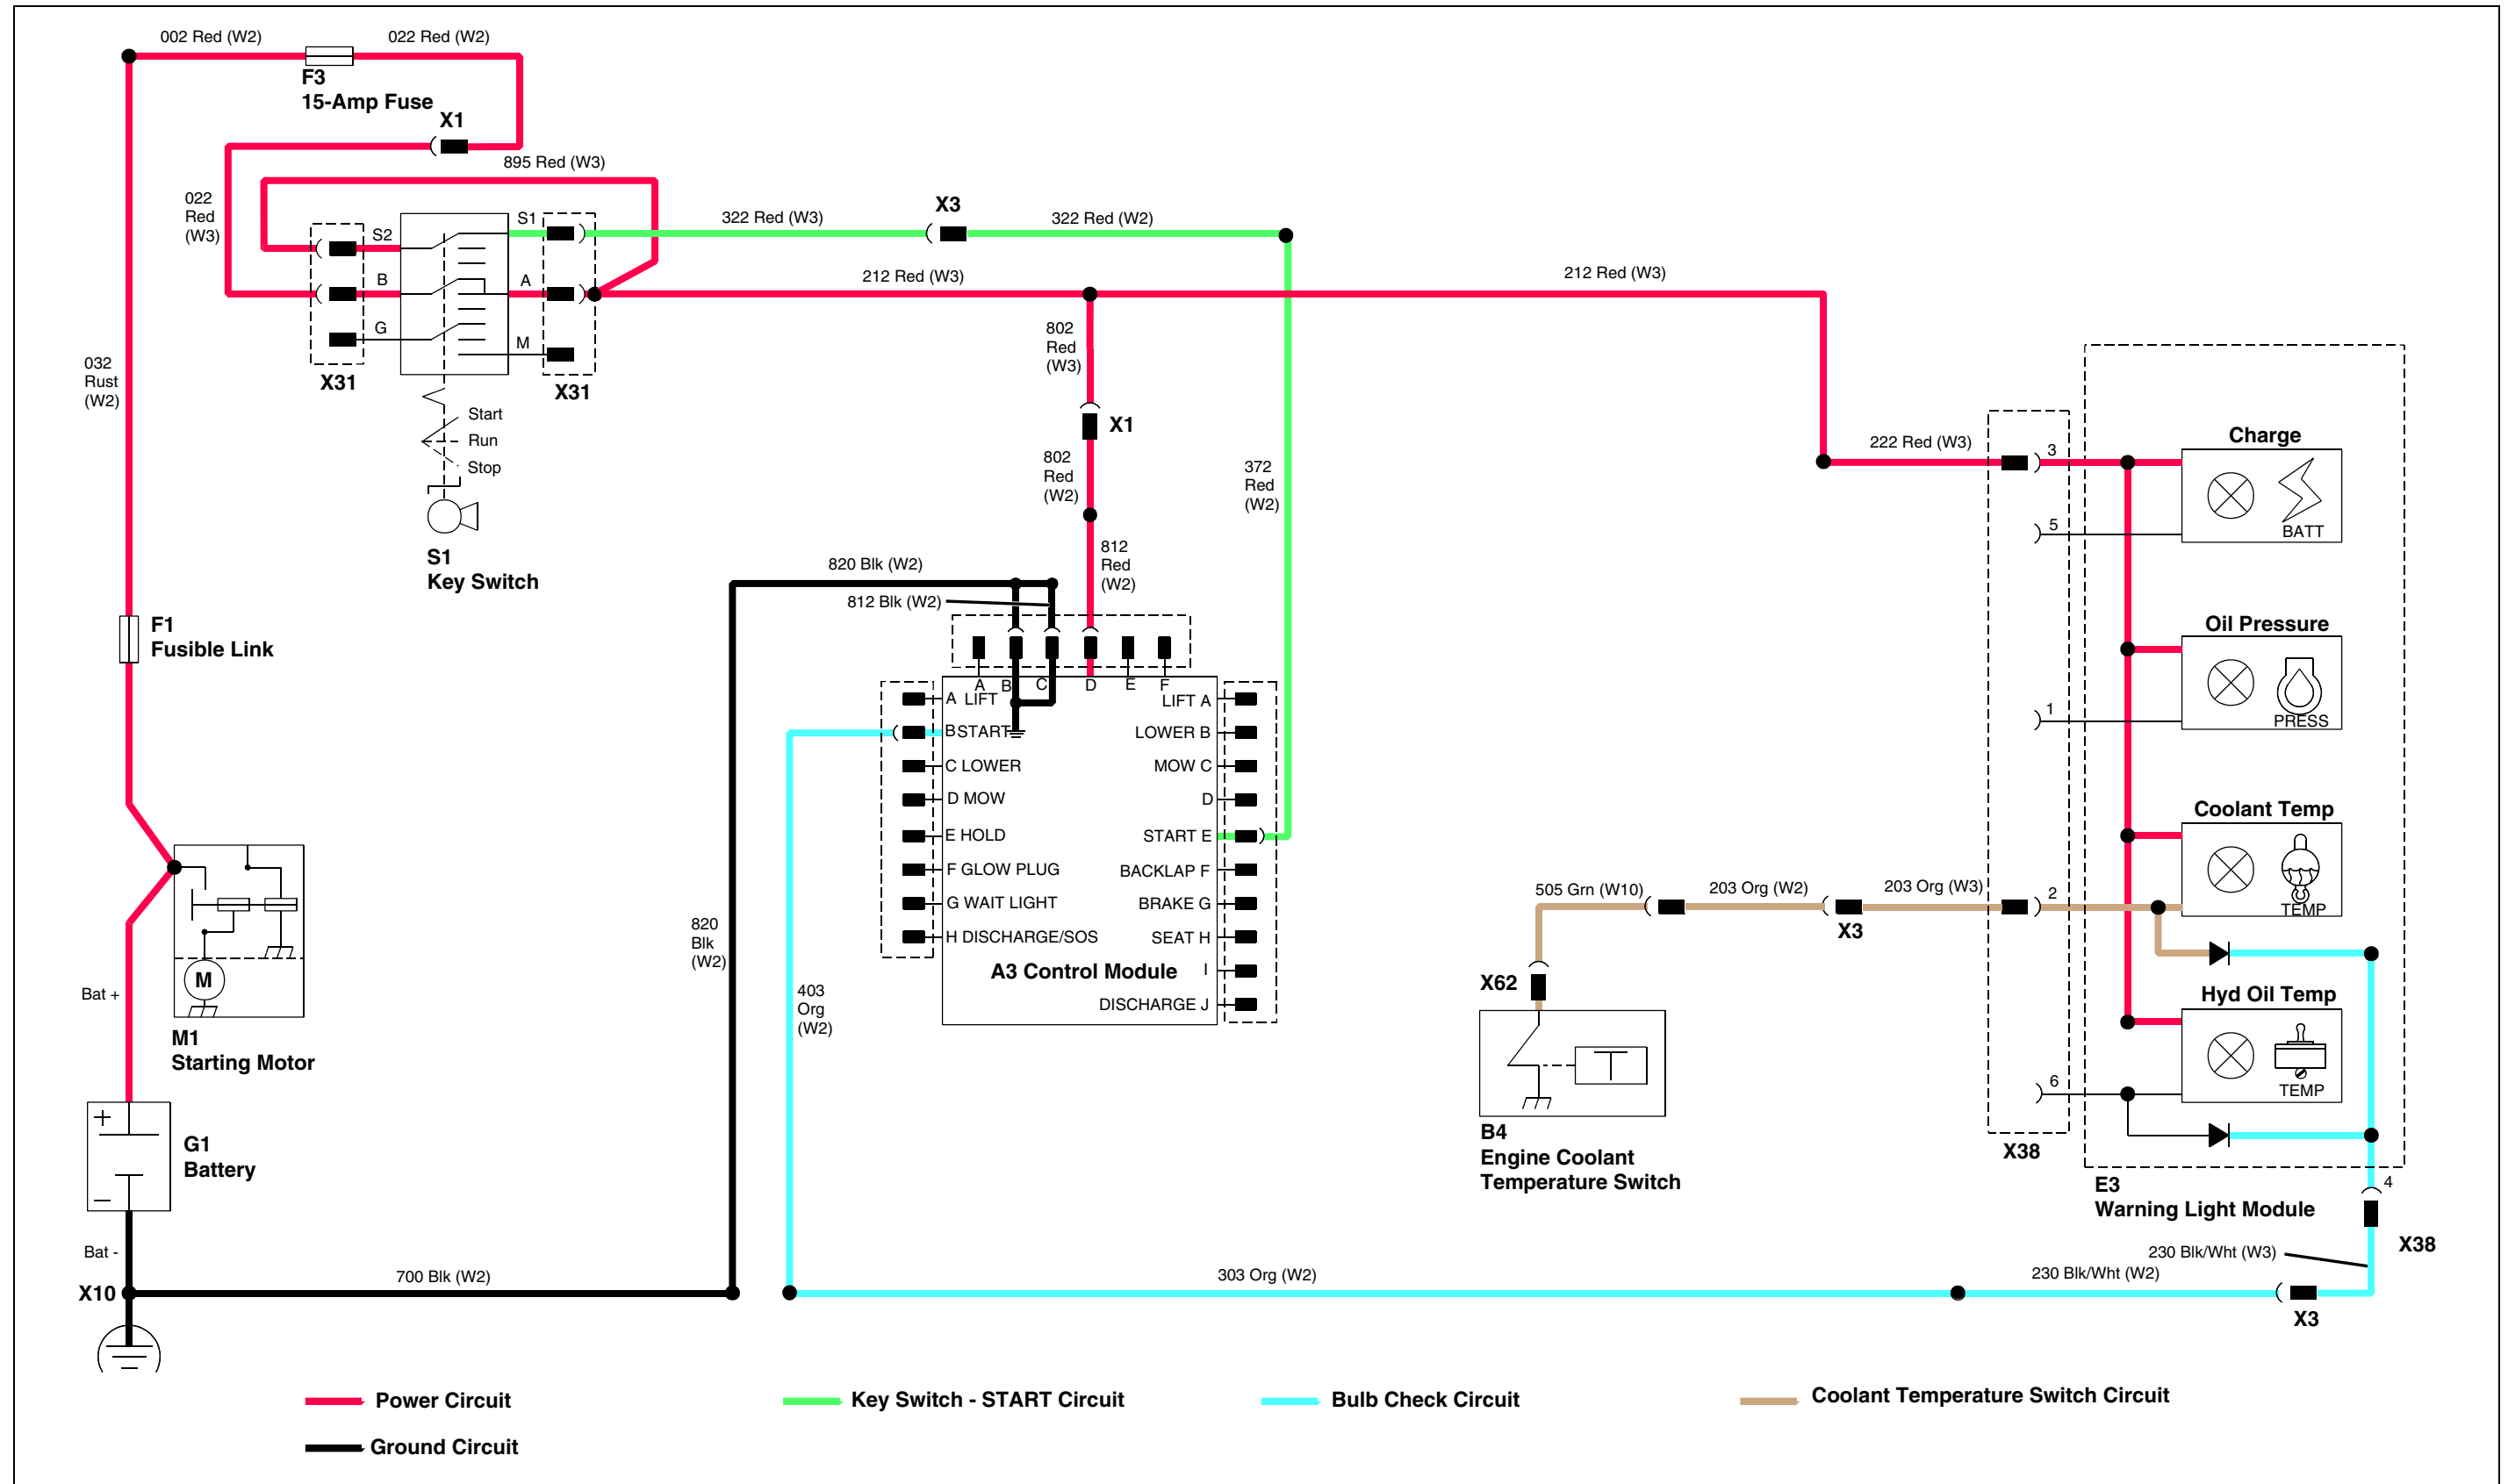 002 Red (W2)
022 Red (W2)
F3
15-Amp Fuse
X1
895 Red (W3)
022
Red
(W3)
S2
B
G
S1
A
M
X31
X31
322 Red (W3)
X3
322 Red (W2)
212 Red (W3)
212 Red (W3)
032
Rust
(W2)
Start
Run
Stop
S1
Key Switch
802
Red
(W3)
X1
802
Red
(W2)
372
Red
(W2)
812
Red
(W2)
820 Blk (W2)
812 Blk (W2)
F1
Fusible Link
222 Red (W3)
3
Charge
BATT
5
Oil Pressure
PRESS
1
Coolant Temp
TEMP
2
Hyd Oil Temp
TEMP
6
A
B
C
D
E
F
A LIFT
B START
C LOWER
D MOW
E HOLD
F GLOW PLUG
G WAIT LIGHT
H DISCHARGE/SOS
LIFT A
LOWER B
MOW C
D
START E
BACKLAP F
BRAKE G
SEAT H
I
DISCHARGE J
A3 Control Module
505 Grn (W10)
203 Org (W2)
203 Org (W3)
X3
X62
B4
Engine Coolant
Temperature Switch
X38
E3
Warning Light Module
4
X38
820
Blk
(W2)
403
Org
(W2)
M
M1
Starting Motor
Bat +
+
–
G1
Battery
Bat -
X10
700 Blk (W2)
303 Org (W2)
230 Blk/Wht (W3)
230 Blk/Wht (W2)
X3
Power Circuit
Key Switch - START Circuit
Bulb Check Circuit
Coolant Temperature Switch Circuit
Ground Circuit